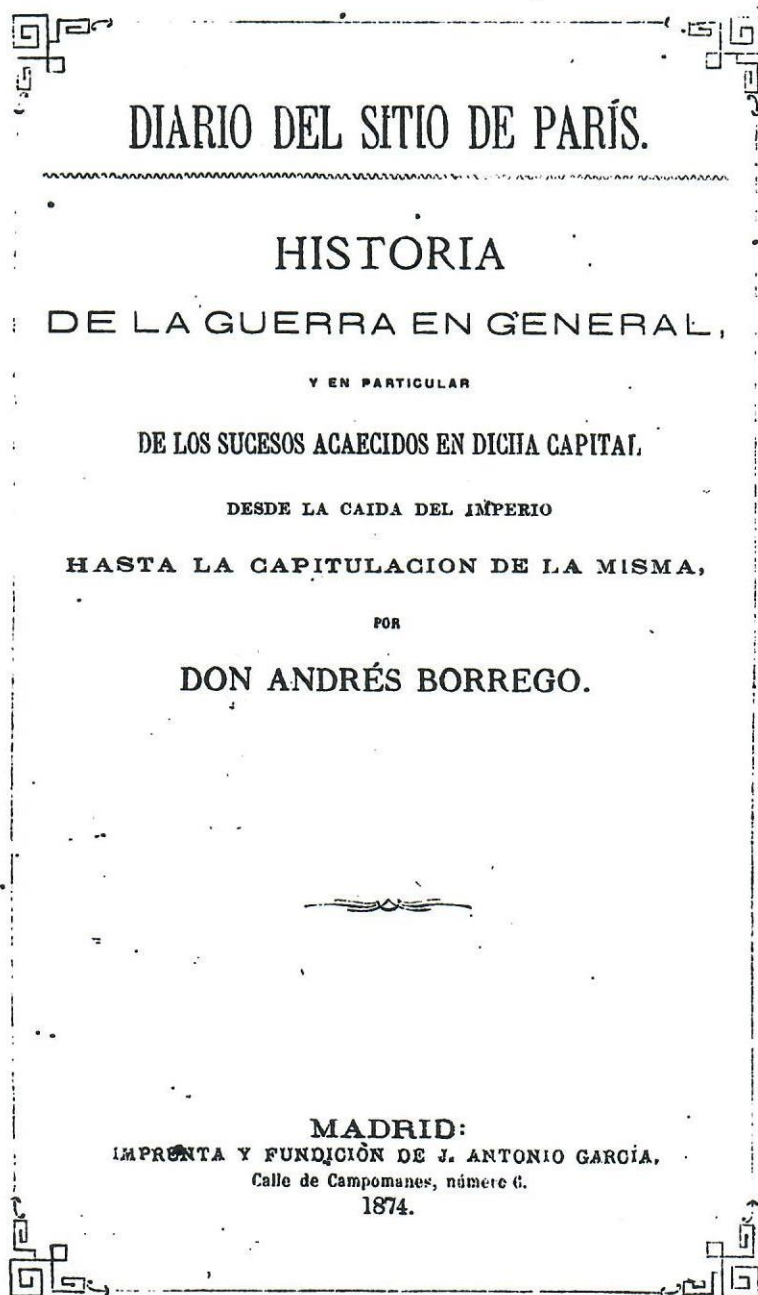 DIARIO DEL SITIO DE PARÍS.
HISTORIA
DE LA GUERRA EN GENERAL,
Y EN PARTICULAR
DE LOS SUCESOS ACAECIDOS EN DICHA CAPITAL
DESDE LA CAIDA DEL IMPERIO
HASTA LA CAPITULACION DE LA MISMA,
POR
DON ANDRÉS BORREGO.
MADRID:
IMPRENTA Y FUNDICIÓN DE J. ANTONIO GARCÍA,
Calle de Campomanes, número 6.
1874.